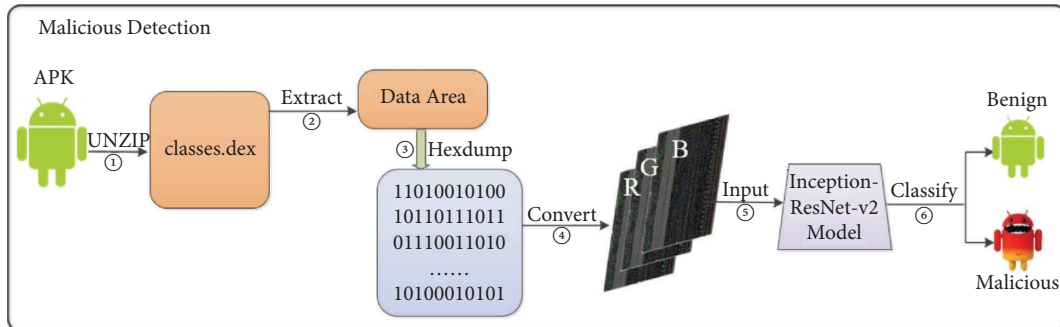 Malicious Detection
APK
UNZIP
①
classes.dex
Extract
②
Data Area
③
Hexdump
11010010100
10110111011
01110011010
......
10100010101
Convert
④
R
G
B
Input
⑤
Inception-
ResNet-v2
Model
Classify
⑥
Benign
Malicious